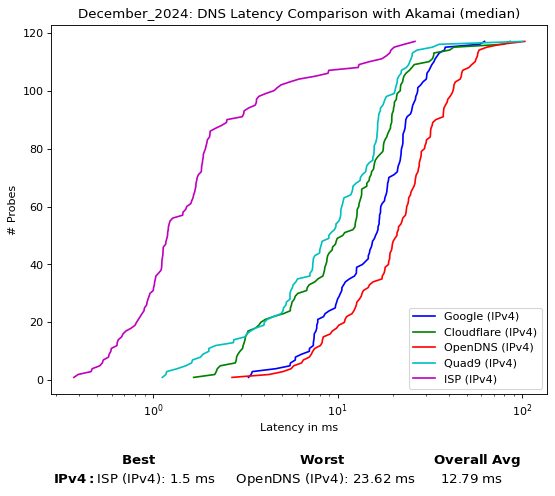 December_2024: DNS Latency Comparison with Akamai (median)
# Probes
120
100
80
60
40
20
0
Google (IPv4)
Cloudflare (IPv4)
OpenDNS (IPv4)
Quad9 (IPv4)
ISP (IPv4)
10⁰ 10¹ 10²
Latency in ms
Best Worst Overall Avg
IPv4: ISP (IPv4): 1.5 ms OpenDNS (IPv4): 23.62 ms 12.79 ms